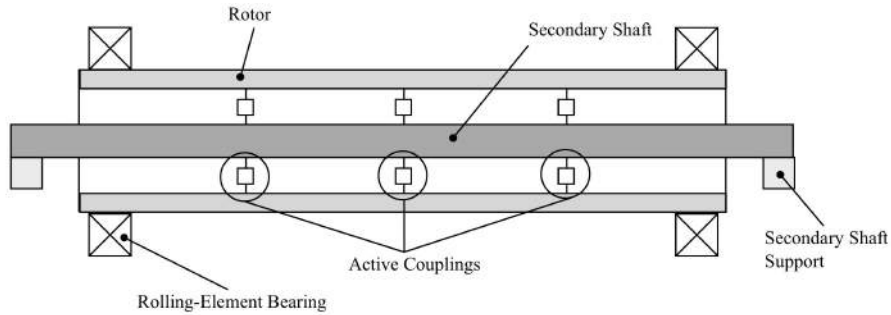 Rotor
Secondary Shaft
Active Couplings
Secondary Shaft
Support
Rolling-Element Bearing